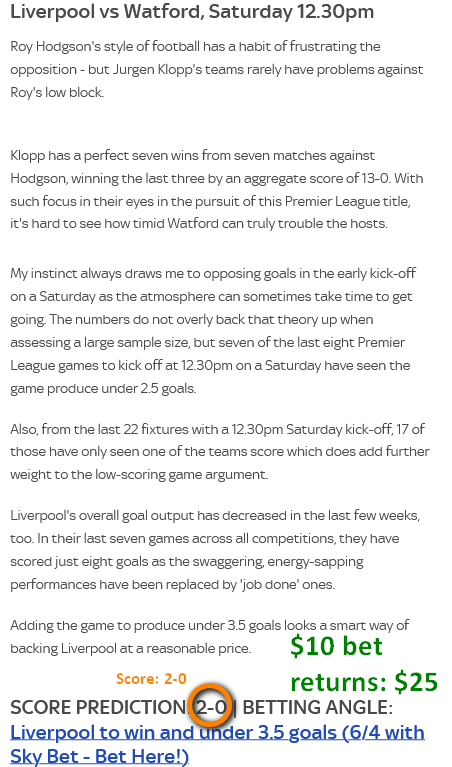 Liverpool vs Watford, Saturday 12.30pm
Roy Hodgson's style of football has a habit of frustrating the
opposition - but Jurgen Klopp's teams rarely have problems against
Roy's low block.
Klopp has a perfect seven wins from seven matches against
Hodgson, winning the last three by an aggregate score of 13-0. With
such focus in their eyes in the pursuit of this Premier League title,
it's hard to see how timid Watford can truly trouble the hosts.
My instinct always draws me to opposing goals in the early kick-off
on a Saturday as the atmosphere can sometimes take time to get
going. The numbers do not overly back that theory up when
assessing a large sample size, but seven of the last eight Premier
League games to kick off at 12.30pm on a Saturday have seen the
game produce under 2.5 goals.
Also, from the last 22 fixtures with a 12.30pm Saturday kick-off, 17 of
those have only seen one of the teams score which does add further
weight to the low-scoring game argument.
Liverpool's overall goal output has decreased in the last few weeks,
too. In their last seven games across all competitions, they have
scored just eight goals as the swaggering, energy-sapping
performances have been replaced by 'job done' ones.
Adding the game to produce under 3.5 goals looks a smart way of
backing Liverpool at a reasonable price.
$10 bet
returns: $25
Score: 2-0
SCORE PREDICTION: 2-0 | BETTING ANGLE:
Liverpool to win and under 3.5 goals (6/4 with
Sky Bet - Bet Here!)